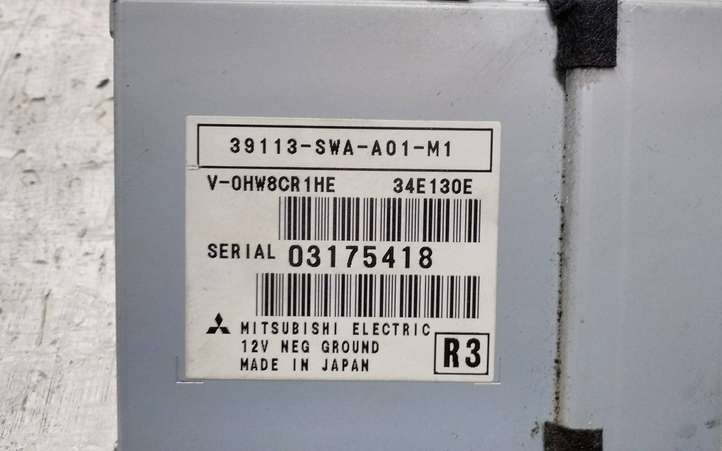 39113-SWA-A01-M1
V-0HW8CR1HE 34E130E
SERIAL 03175418
MITSUBISHI ELECTRIC
12V NEG GROUND
MADE IN JAPAN
R3